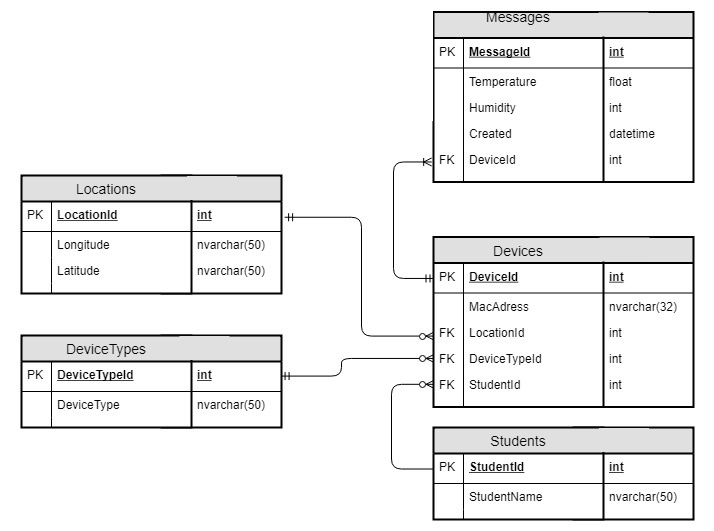 Messages
PK MessageId int
Temperature float
Humidity int
Created datetime
FK DeviceId int
Locations
PK LocationId int
Longitude nvarchar(50)
Latitude nvarchar(50)
Devices
PK DeviceId int
MacAdress nvarchar(32)
FK LocationId int
FK DeviceTypeId int
FK StudentId int
DeviceTypes
PK DeviceTypeId int
DeviceType nvarchar(50)
Students
PK StudentId int
StudentName nvarchar(50)